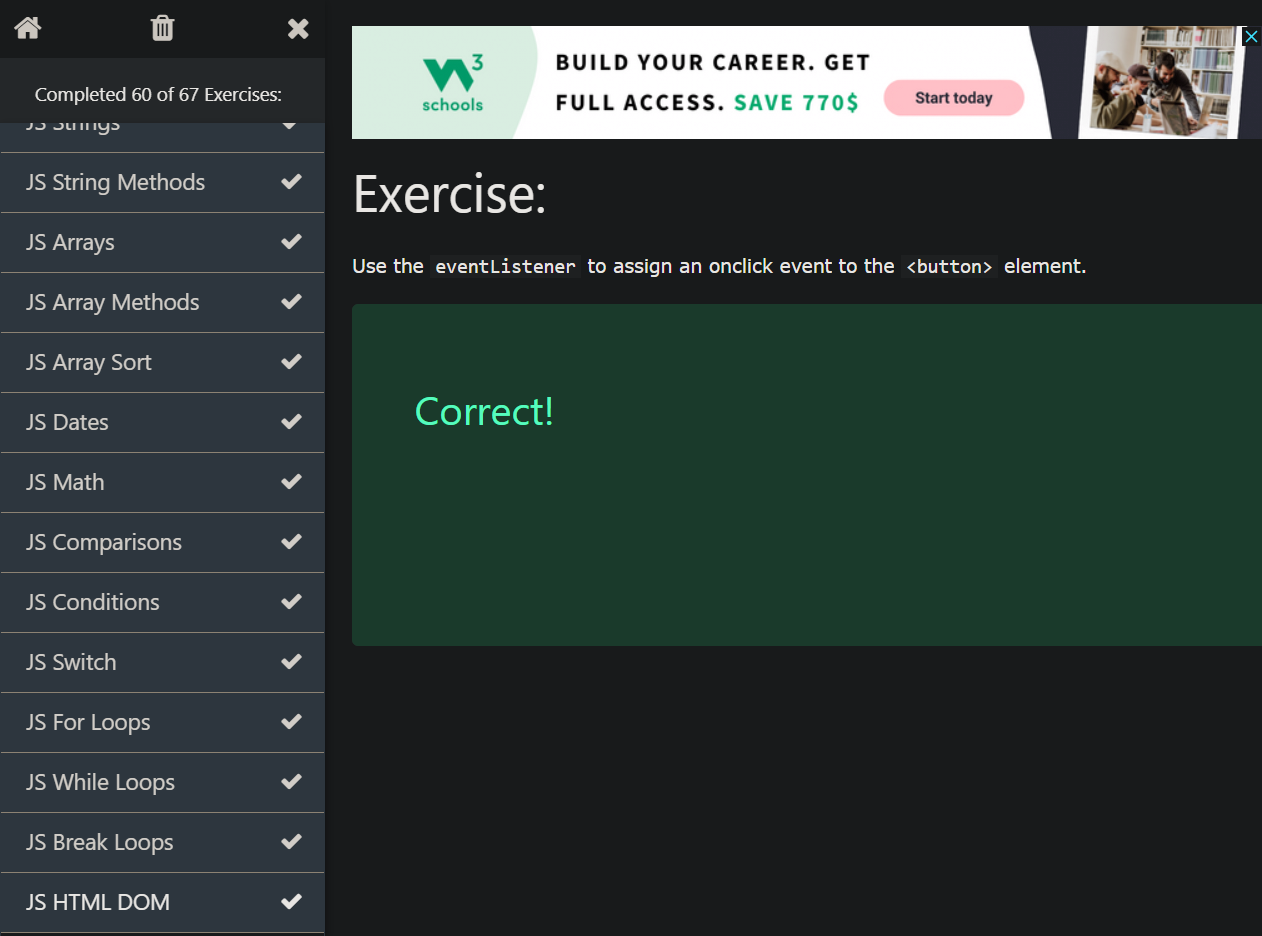 Completed 60 of 67 Exercises:
JS Strings
JS String Methods
JS Arrays
JS Array Methods
JS Array Sort
JS Dates
JS Math
JS Comparisons
JS Conditions
JS Switch
JS For Loops
JS While Loops
JS Break Loops
JS HTML DOM
W3
schools
BUILD YOUR CAREER. GET
FULL ACCESS. SAVE 770$
Start today
Exercise:
Use the eventListener to assign an onclick event to the <button> element.
Correct!